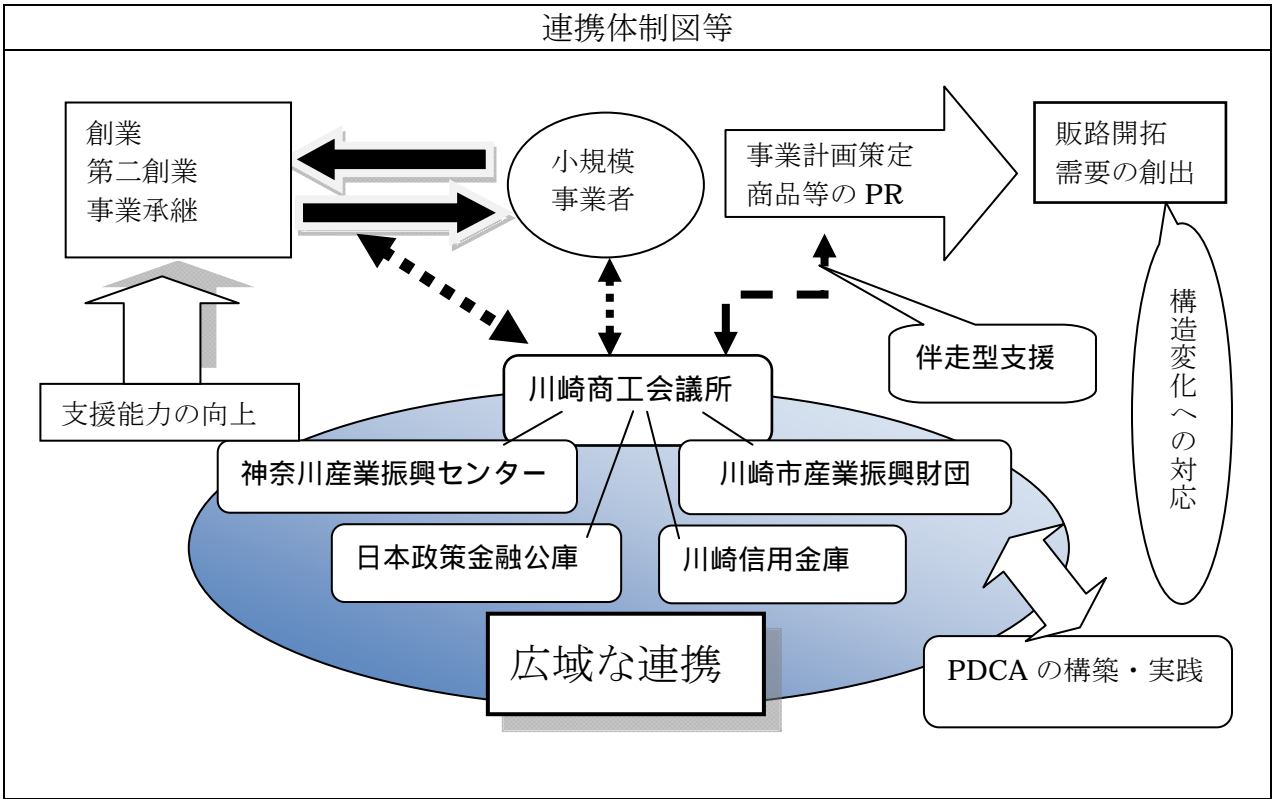 連携体制図等
創業
第二創業
事業承継
小規模
事業者
事業計画策定
商品等の PR
販路開拓
需要の創出
構造変化への対応
伴走型支援
川崎商工会議所
支援能力の向上
神奈川産業振興センター
川崎市産業振興財団
日本政策金融公庫
川崎信用金庫
広域な連携
PDCA の構築・実践